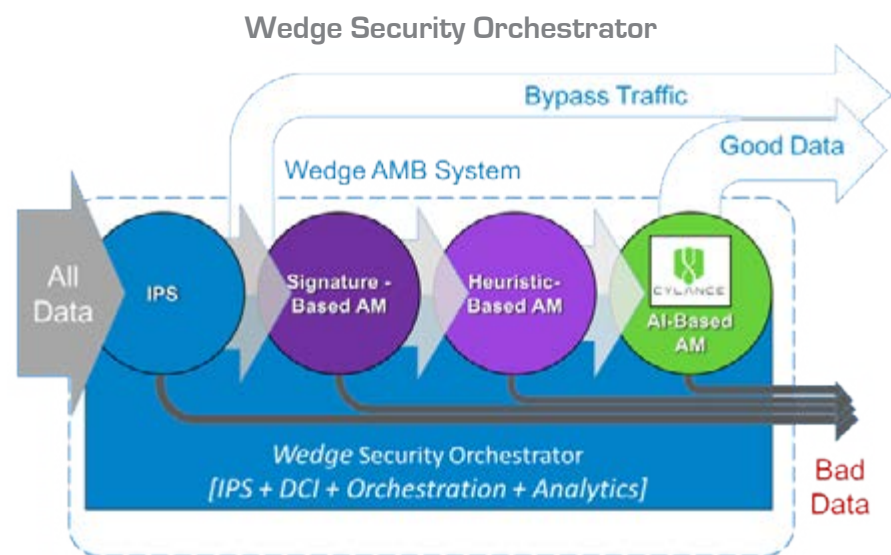 Wedge Security Orchestrator
Bypass Traffic
Good Data
Wedge AMB System
All
Data
IPS
Signature -
Based AM
Heuristic-
Based AM
CYLANCE
AI-Based
AM
Wedge Security Orchestrator
[IPS + DCI + Orchestration + Analytics]
Bad
Data